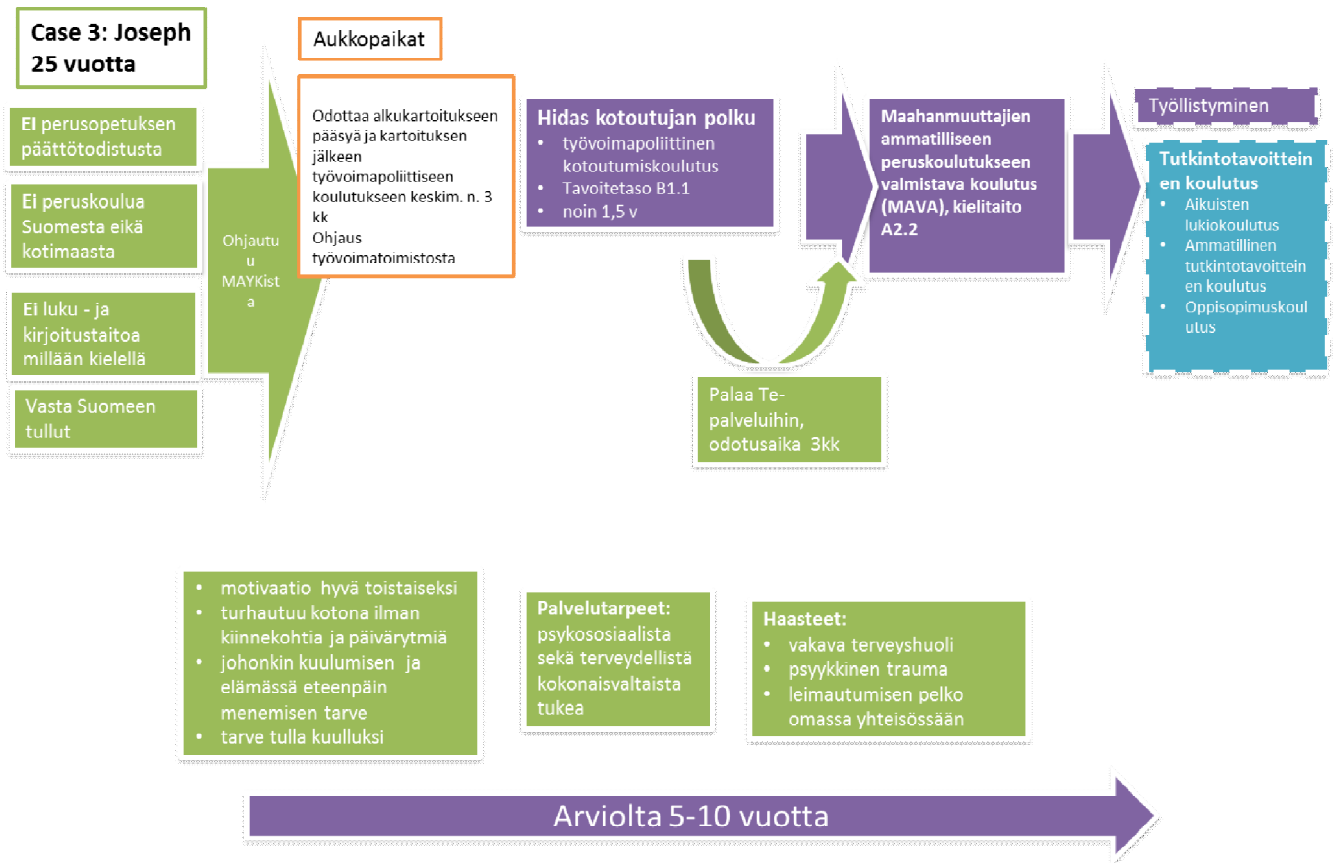 Case 3: Joseph
25 vuotta
Ei perusopetuksen
päättötodistusta
Ei peruskoulua
Suomesta eikä
kotimaasta
Ei luku - ja
kirjoitustaitoa
millään kielellä
Vasta Suomeen
tullut
Ohjautu
u
MAYKist
a
Aukkopaikat
Odottaa alkukartoitukseen
pääsyä ja kartoituksen
jälkeen
työvoimapoliittiseen
koulutukseen keskim. n. 3
kk
Ohjaus
työvoimatoimistosta
Hidas kotoutujan polku
• työvoimapoliittinen
kotoutumiskoulutus
• Tavoitetaso B1.1
• noin 1,5 v
Palaa Te-
palveluihin,
odotusaika 3kk
Maahanmuuttajien
ammatilliseen
peruskoulutukseen
valmistava koulutus
(MAVA), kielitaito
A2.2
Työllistyminen
Tutkintotavoittein
en koulutus
• Aikuisten
lukiokoulutus
• Ammatillinen
tutkintotavoittein
en koulutus
• Oppisopimuskoul
utus
• motivaatio hyvä toistaiseksi
• turhautuu kotona ilman
kiinnekohtia ja päivärytmiä
• johonkin kuulumisen ja
elämässä eteenpäin
menemisen tarve
• tarve tulla kuulluksi
Palvelutarpeet:
psykososiaalista
sekä terveydellistä
kokonaisvaltaista
tukea
Haasteet:
• vakava terveyshuoli
• psyykkinen trauma
• leimautumisen pelko
omassa yhteisössään
Arviolta 5-10 vuotta